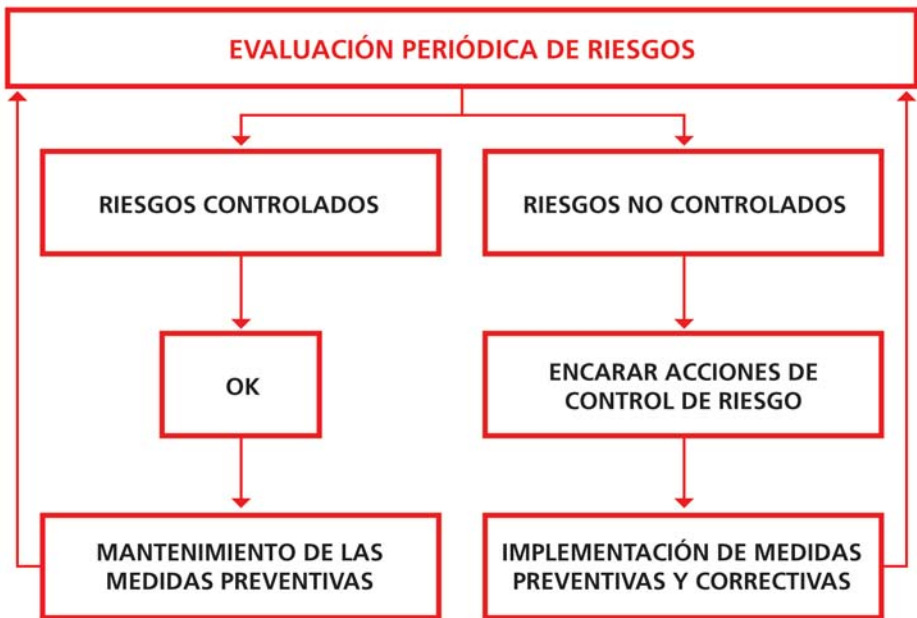 EVALUACIÓN PERIÓDICA DE RIESGOS
RIESGOS CONTROLADOS
RIESGOS NO CONTROLADOS
OK
ENCARAR ACCIONES DE
CONTROL DE RIESGO
MANTENIMIENTO DE LAS
MEDIDAS PREVENTIVAS
IMPLEMENTACIÓN DE MEDIDAS
PREVENTIVAS Y CORRECTIVAS